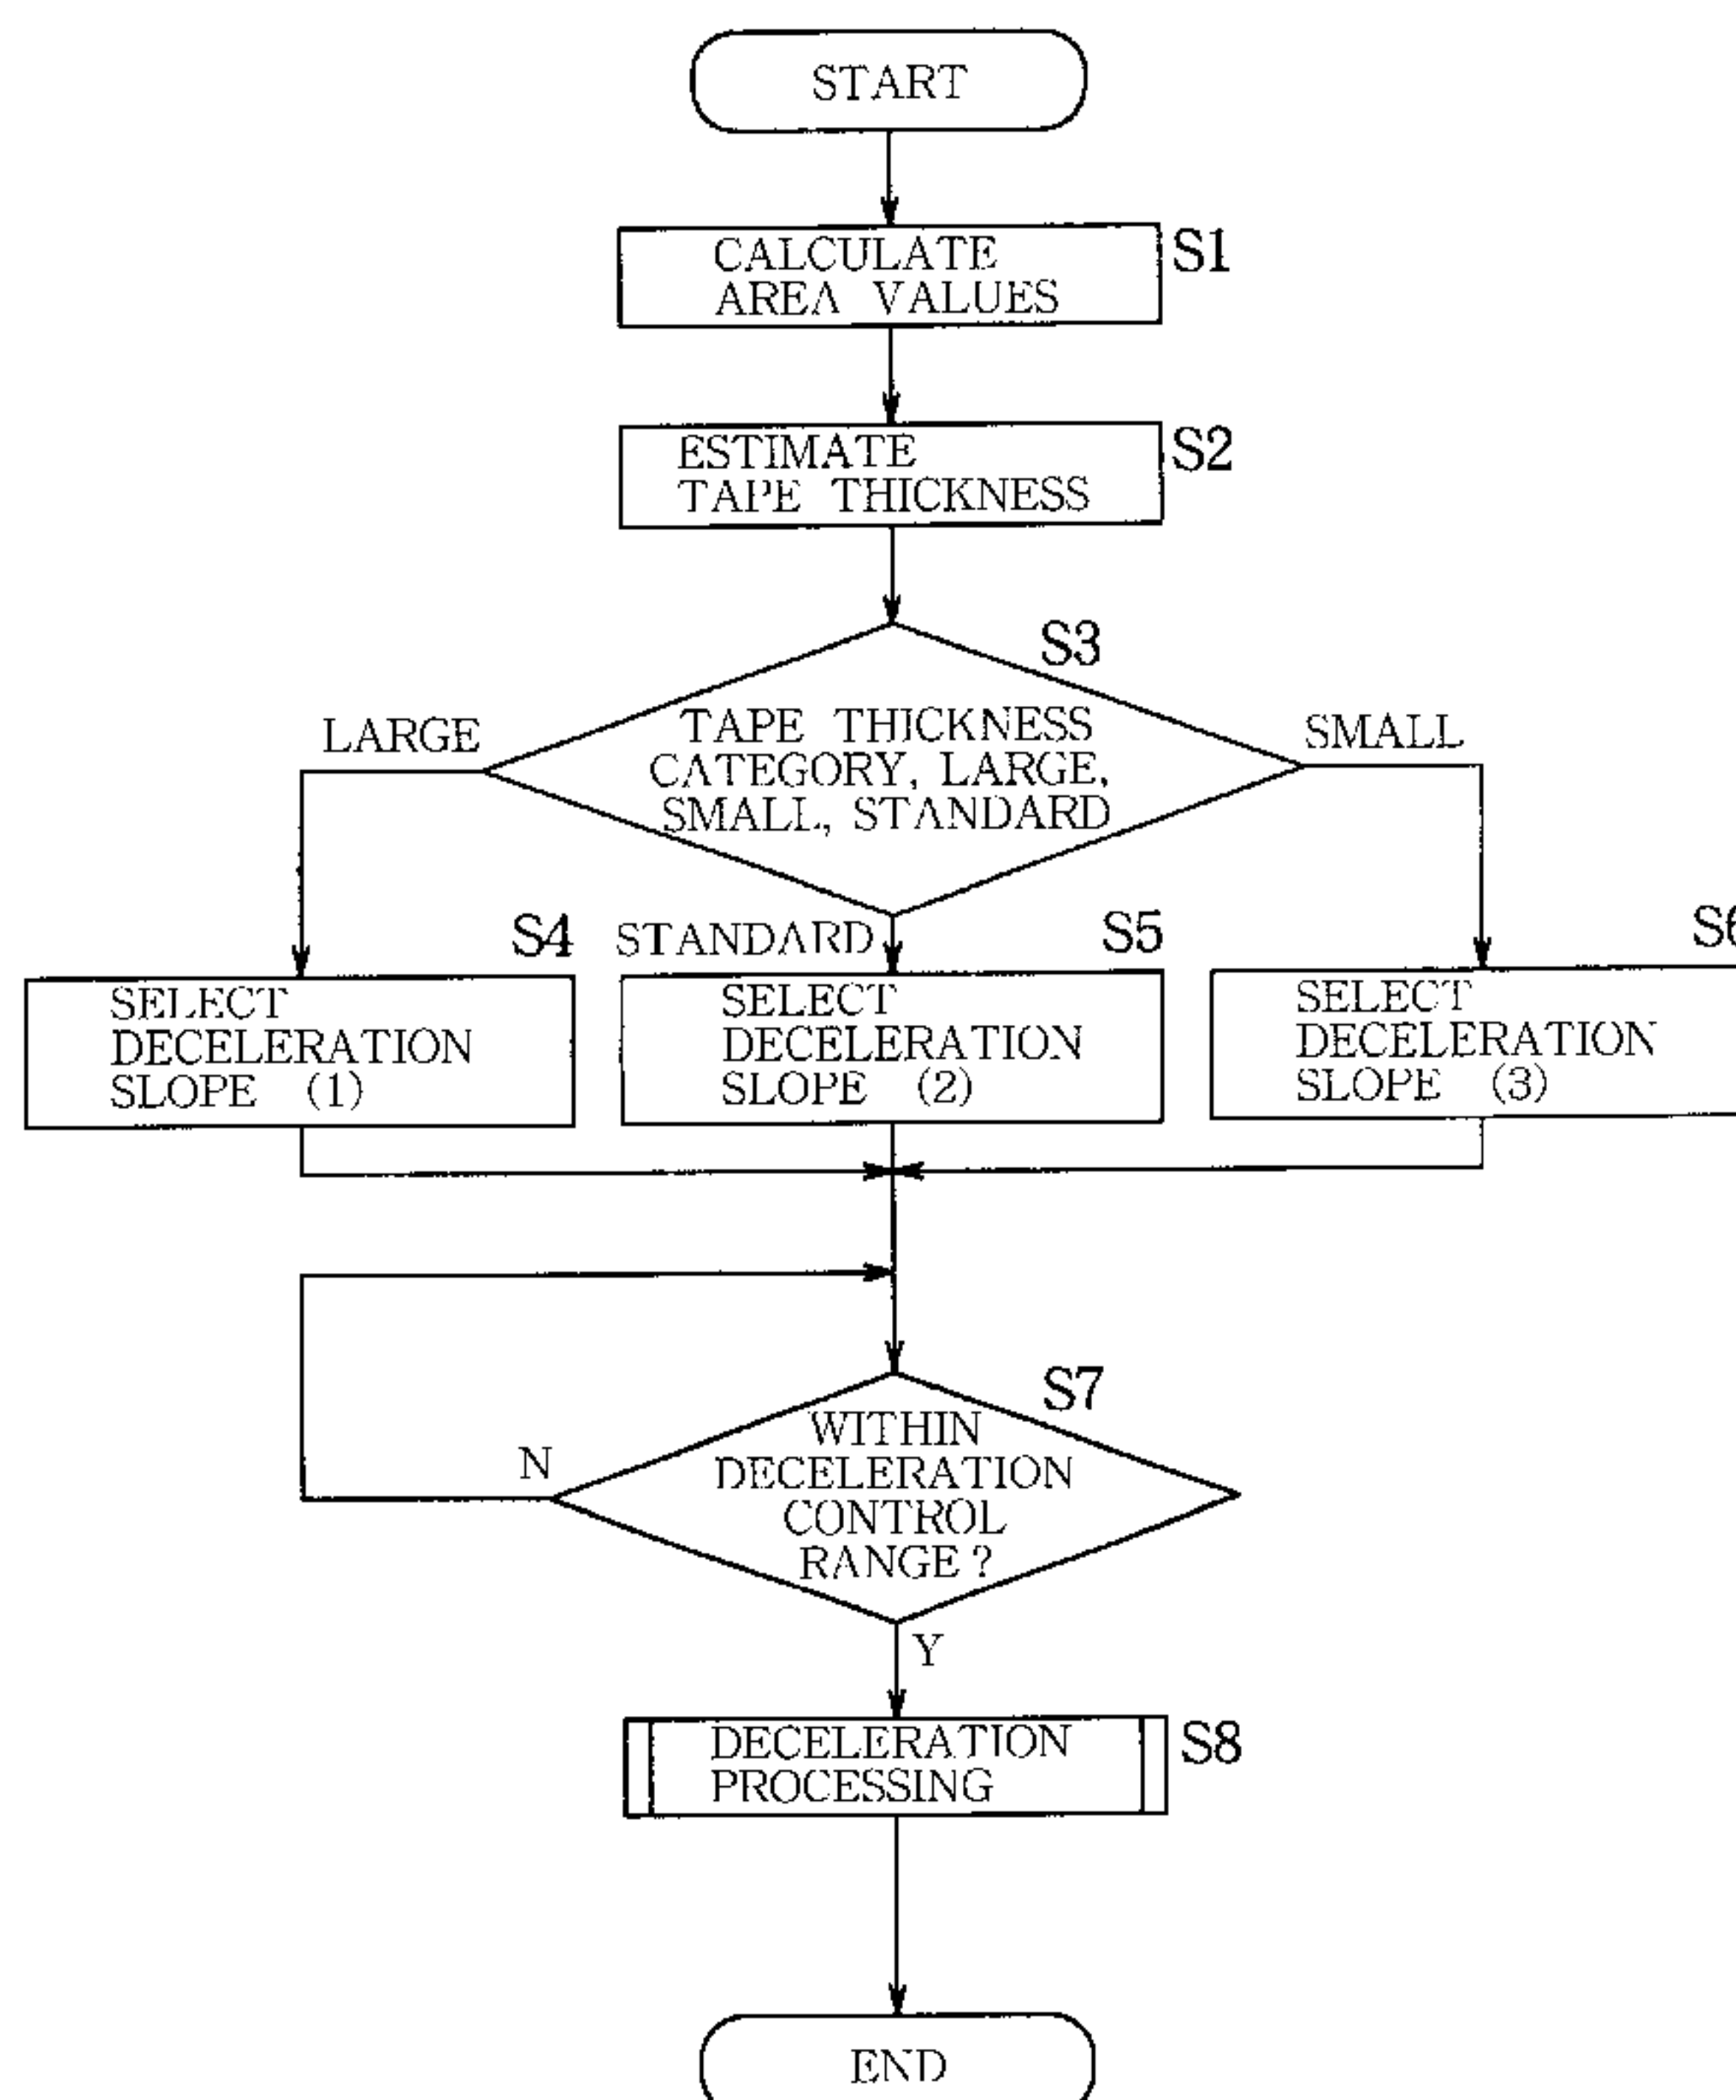 START
CALCULATE
AREA VALUES
S1
ESTIMATE
TAPE THICKNESS
S2
S3
TAPE THICKNESS
CATEGORY, LARGE,
SMALL, STANDARD
LARGE
SMALL
STANDARD
S4
SELECT
DECELERATION
SLOPE (1)
S5
SELECT
DECELERATION
SLOPE (2)
S6
SELECT
DECELERATION
SLOPE (3)
S7
WITHIN
DECELERATION
CONTROL
RANGE?
N
Y
DECELERATION
PROCESSING
S8
END